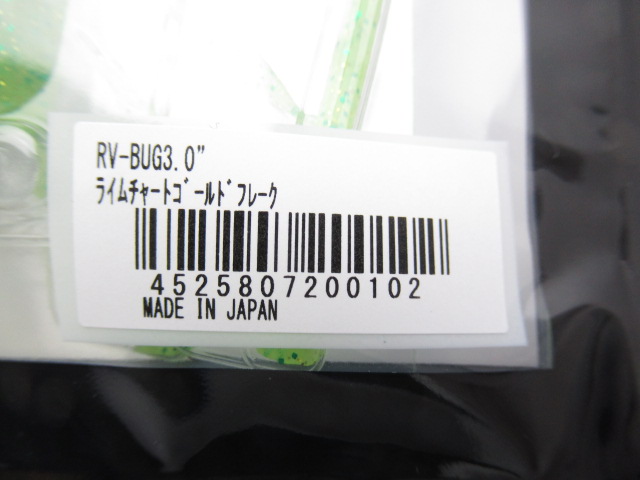 RV-BUG3.0"
ﾗｲﾑﾁｬｰﾄｺﾞｰﾙﾄﾞﾌﾚｰｸ
4525807200102
MADE IN JAPAN